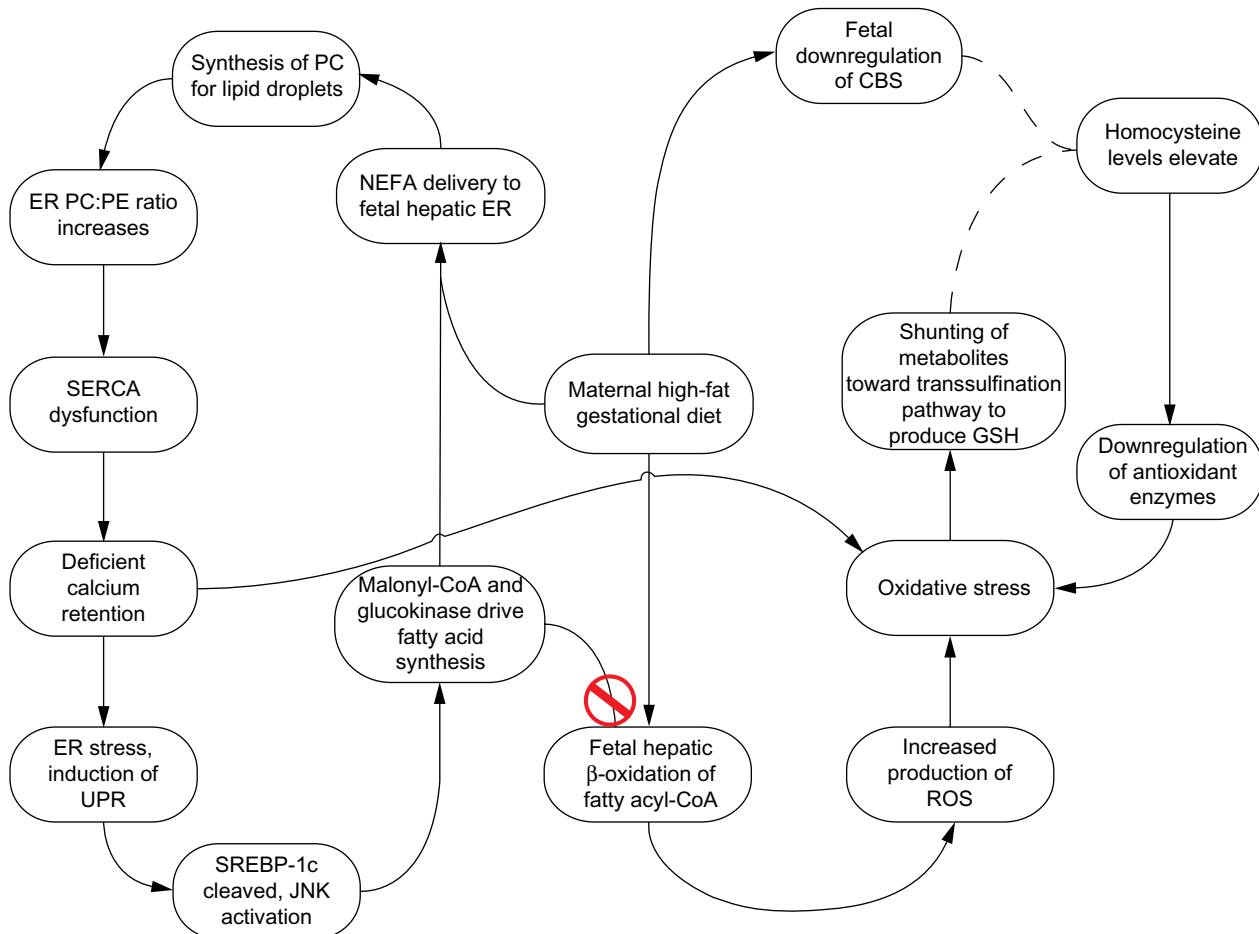 Synthesis of PC
for lipid droplets
Fetal
downregulation
of CBS
Homocysteine
levels elevate
NEFA delivery to
fetal hepatic ER
ER PC:PE ratio
increases
Shunting of
metabolites
toward transsulfination
pathway to
produce GSH
SERCA
dysfunction
Maternal high-fat
gestational diet
Downregulation
of antioxidant
enzymes
Deficient
calcium
retention
Malonyl-CoA and
glucokinase drive
fatty acid
synthesis
Oxidative stress
ER stress,
induction of
UPR
Fetal hepatic
β-oxidation of
fatty acyl-CoA
Increased
production of
ROS
SREBP-1c
cleaved, JNK
activation